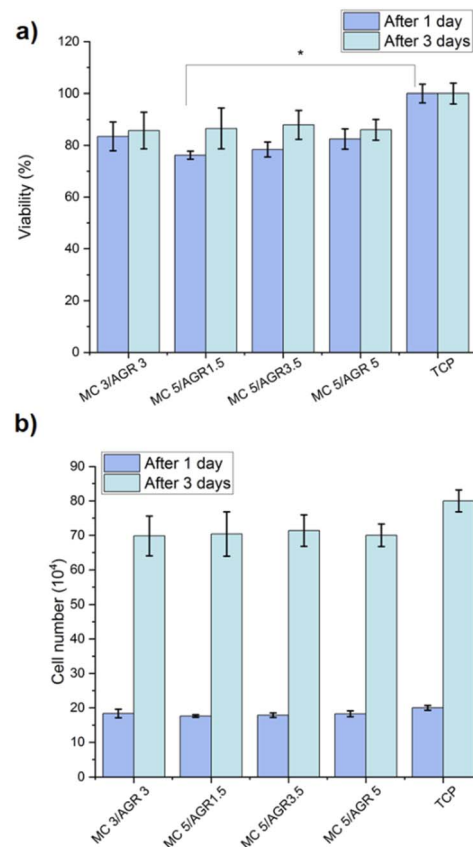 a)
After 1 day
After 3 days
*
120
100
80
60
40
20
0
Viability (%)
MC 3/AGR 3
MC 5/AGR1.5
MC 5/AGR3.5
MC 5/AGR 5
TCP
b)
After 1 day
After 3 days
90
80
70
60
50
40
30
20
10
0
Cell number (10⁴)
MC 3/AGR 3
MC 5/AGR1.5
MC 5/AGR3.5
MC 5/AGR 5
TCP